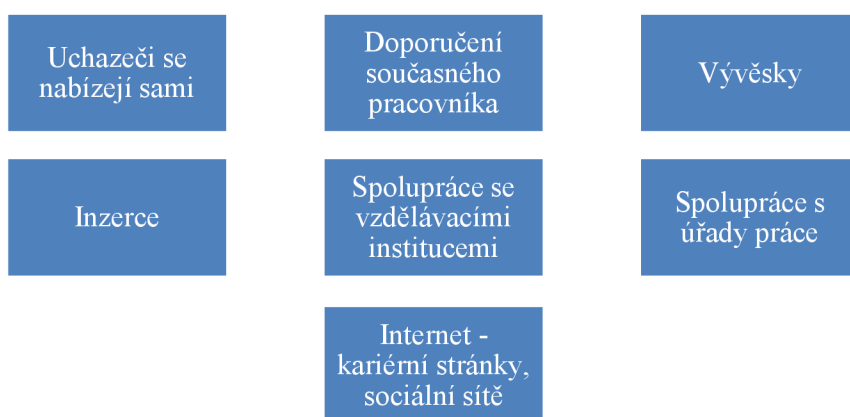 Uchazeči se
nabízejí sami
Doporučení
současného
pracovníka
Vývěsky
Inzerce
Spolupráce se
vzdělávacími
institucemi
Spolupráce s
úřady práce
Internet -
kariérní stránky,
sociální sítě